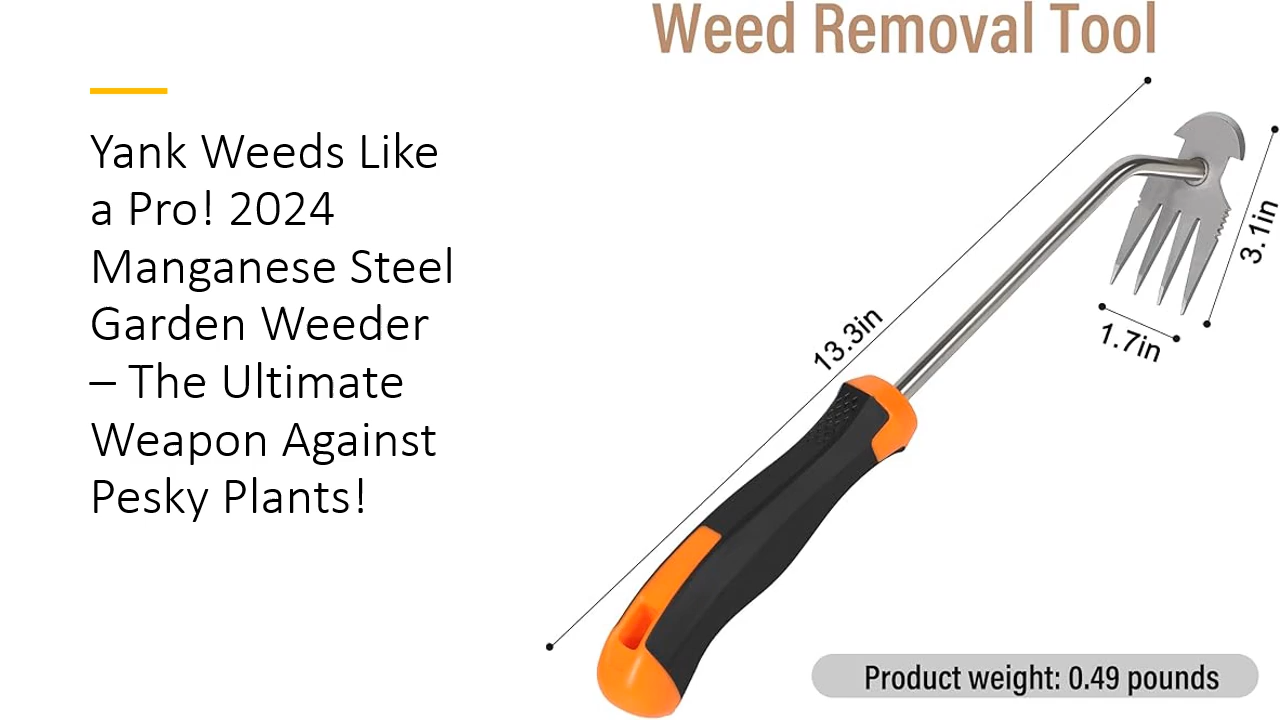 Weed Removal Tool
Yank Weeds Like
a Pro! 2024
Manganese Steel
Garden Weeder
– The Ultimate
Weapon Against
Pesky Plants!
13.3in
3.1in
1.7in
Product weight: 0.49 pounds